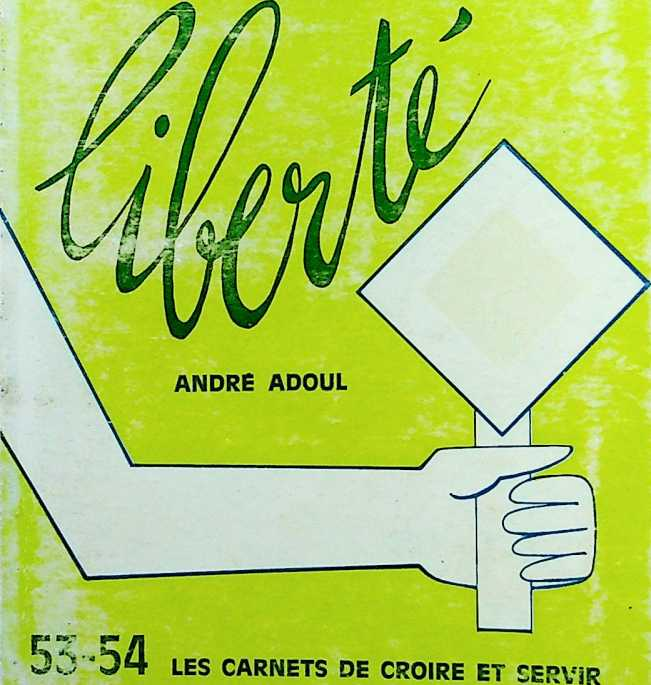 liberté
ANDRÉ ADOUL
53-54 LES CARNETS DE CROIRE ET SERVIR